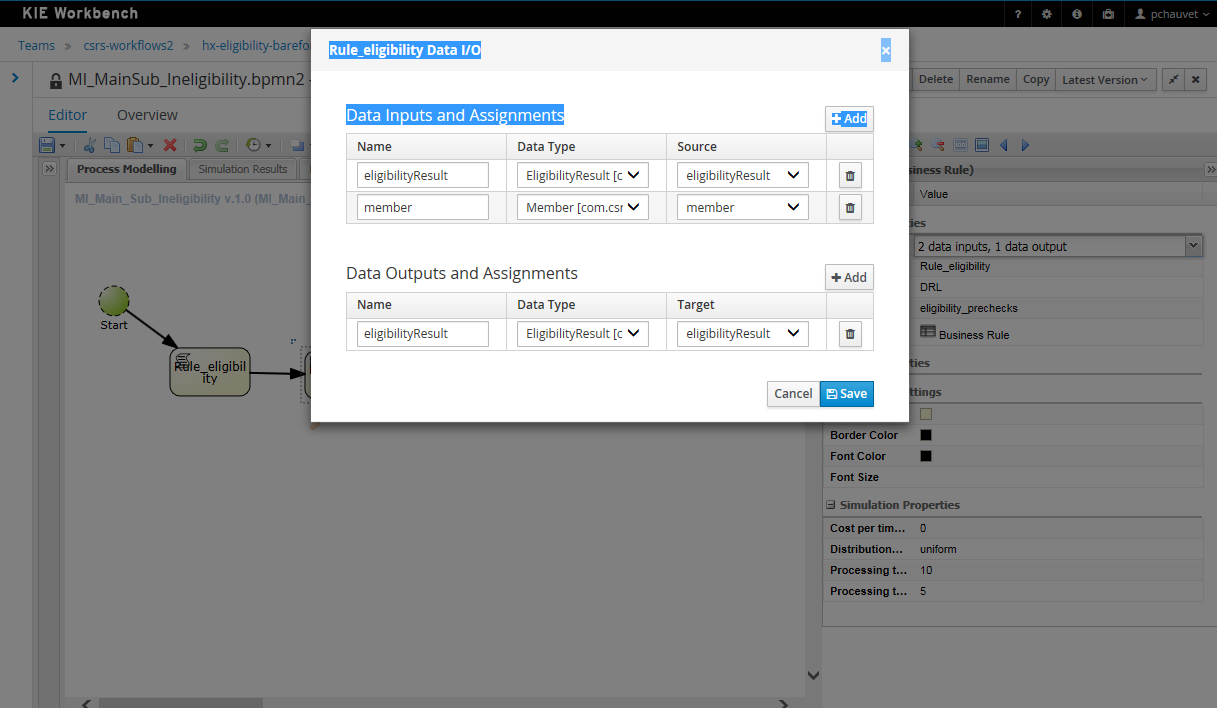 KIE Workbench
?
pchauvet
Teams » csrs-workflows2 » hx-eligibility-barefo
MI_MainSub_Ineligibility.bpmn2 -
Delete Rename Copy Latest Version
Editor Overview
Process Modelling Simulation Results
MI_Main_Sub_Ineligibility v.1.0 (MI_Main_
Start
Rule_eligibil
ity
Rule_eligibility Data I/O
×
Data Inputs and Assignments
Add
Name Data Type Source
eligibilityResult EligibilityResult [c eligibilityResult
member Member [com.csr member
Data Outputs and Assignments
Add
Name Data Type Target
eligibilityResult EligibilityResult [c eligibilityResult
Cancel Save
siness Rule)
Value
ies
2 data inputs, 1 data output
Rule_eligibility
DRL
eligibility_prechecks
Business Rule
ties
ttings
Border Color
Font Color
Font Size
Simulation Properties
Cost per tim... 0
Distribution... uniform
Processing t... 10
Processing t... 5